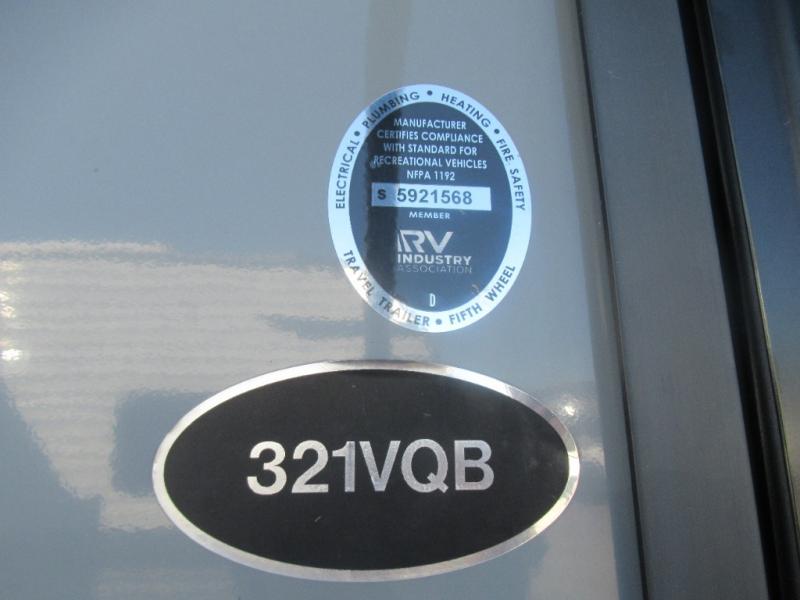 ELECTRICAL • PLUMBING • HEATING • FIRE SAFETY
MANUFACTURER
CERTIFIES COMPLIANCE
WITH STANDARD FOR
RECREATIONAL VEHICLES
NFPA 1192
S 5921568
MEMBER
RV
INDUSTRY
ASSOCIATION
D
TRAVEL TRAILER • FIFTH WHEEL
321VQB